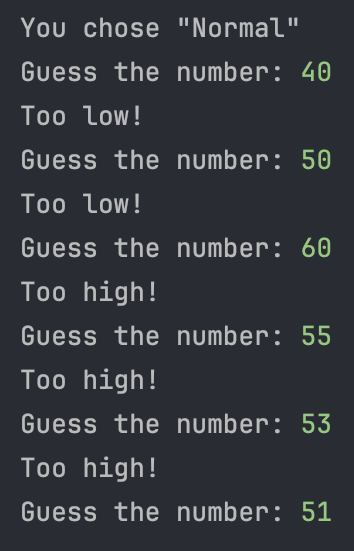 You chose "Normal"
Guess the number: 40
Too low!
Guess the number: 50
Too low!
Guess the number: 60
Too high!
Guess the number: 55
Too high!
Guess the number: 53
Too high!
Guess the number: 51